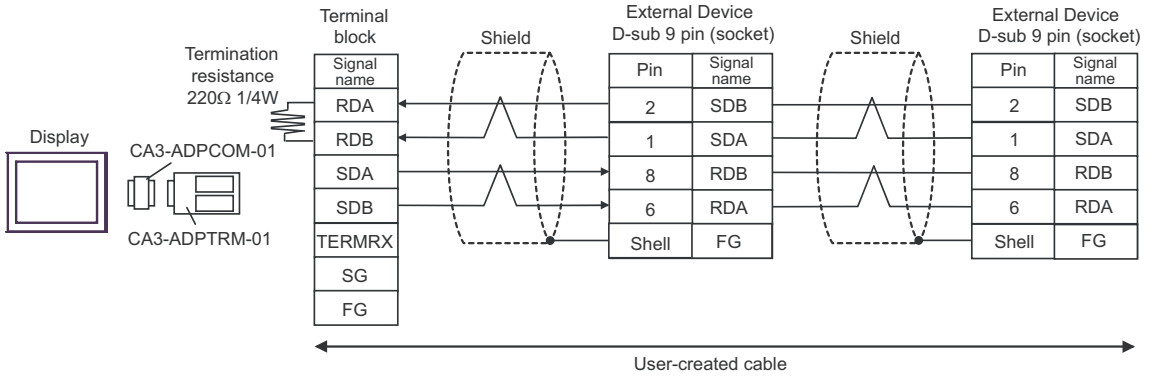 Display
CA3-ADPCOM-01
CA3-ADPTRM-01
Termination
resistance
220Ω 1/4W
Terminal
block
Signal
name
RDA
RDB
SDA
SDB
TERMRX
SG
FG
Shield
External Device
D-sub 9 pin (socket)
Pin Signal
name
2 SDB
1 SDA
8 RDB
6 RDA
Shell FG
Shield
External Device
D-sub 9 pin (socket)
Pin Signal
name
2 SDB
1 SDA
8 RDB
6 RDA
Shell FG
User-created cable